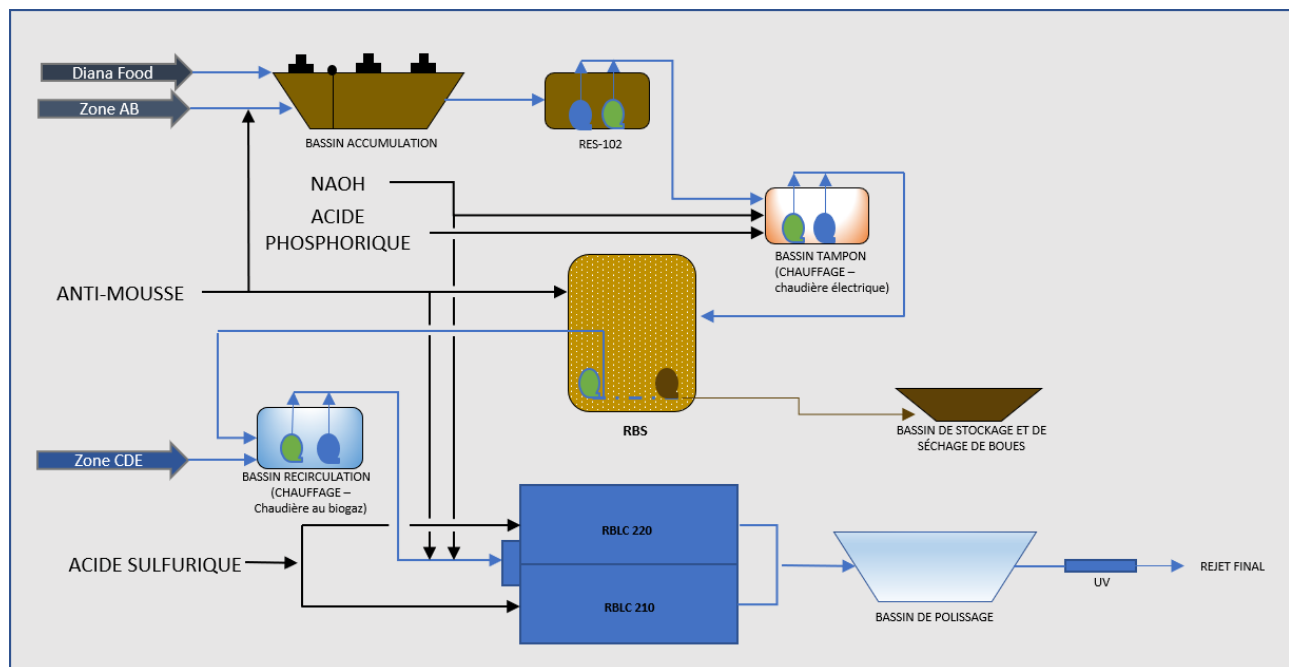 Diana Food
Zone AB
BASSIN ACCUMULATION
RES-102
NAOH
ACIDE
PHOSPHORIQUE
BASSIN TAMPON
(CHAUFFAGE –
chaudière électrique)
ANTI-MOUSSE
RBS
BASSIN DE STOCKAGE ET DE
SÉCHAGE DE BOUES
Zone CDE
BASSIN RECIRCULATION
(CHAUFFAGE –
Chaudière au biogaz)
ACIDE SULFURIQUE
RBLC 220
RBLC 210
BASSIN DE POLISSAGE
UV
REJET FINAL